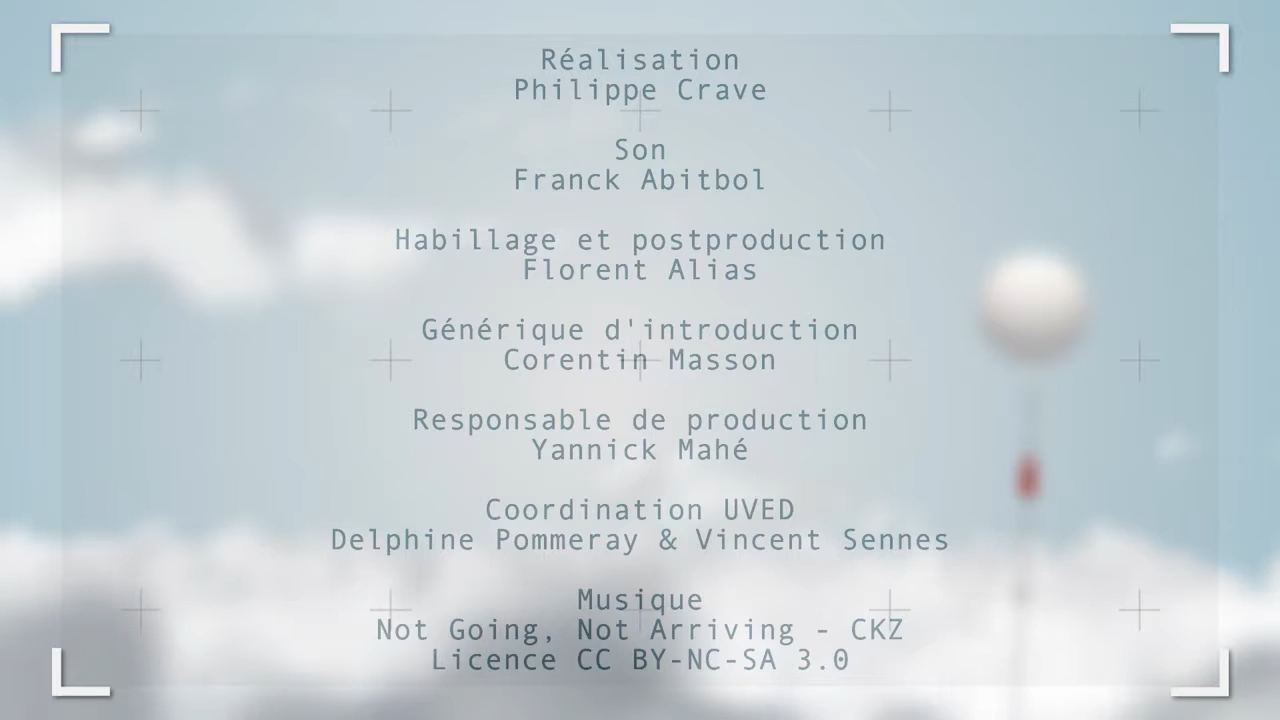 Réalisation
Philippe Crave
Son
Franck Abitbol
Habillage et postproduction
Florent Alias
Générique d'introduction
Corentin Masson
Responsable de production
Yannick Mahé
Coordination UVED
Delphine Pommeray & Vincent Sennes
Musique
Not Going, Not Arriving - CKZ
Licence CC BY-NC-SA 3.0